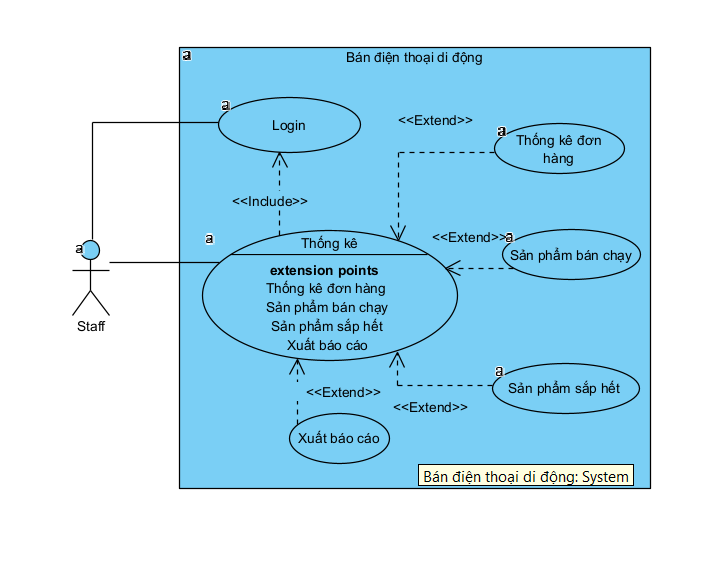 a
Bán điện thoại di động
a
Login
<<Extend>>
a
Thống kê đơn
hàng
<<Include>>
a
Thống kê
<<Extend>>
a
Sản phẩm bán chạy
a
Staff
extension points
Thống kê đơn hàng
Sản phẩm bán chạy
Sản phẩm sắp hết
Xuất báo cáo
<<Extend>>
<<Extend>>
a
Sản phẩm sắp hết
Xuất báo cáo
Bán điện thoại di động: System